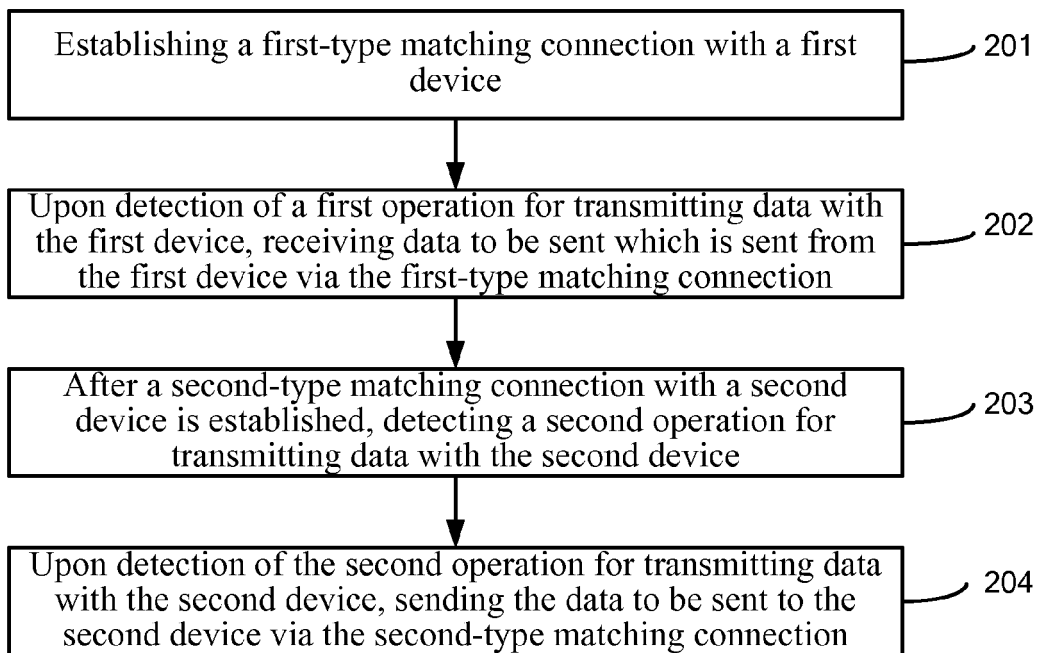 Establishing a first-type matching connection with a first
device
201
Upon detection of a first operation for transmitting data with
the first device, receiving data to be sent which is sent from
the first device via the first-type matching connection
202
After a second-type matching connection with a second
device is established, detecting a second operation for
transmitting data with the second device
203
Upon detection of the second operation for transmitting data
with the second device, sending the data to be sent to the
second device via the second-type matching connection
204